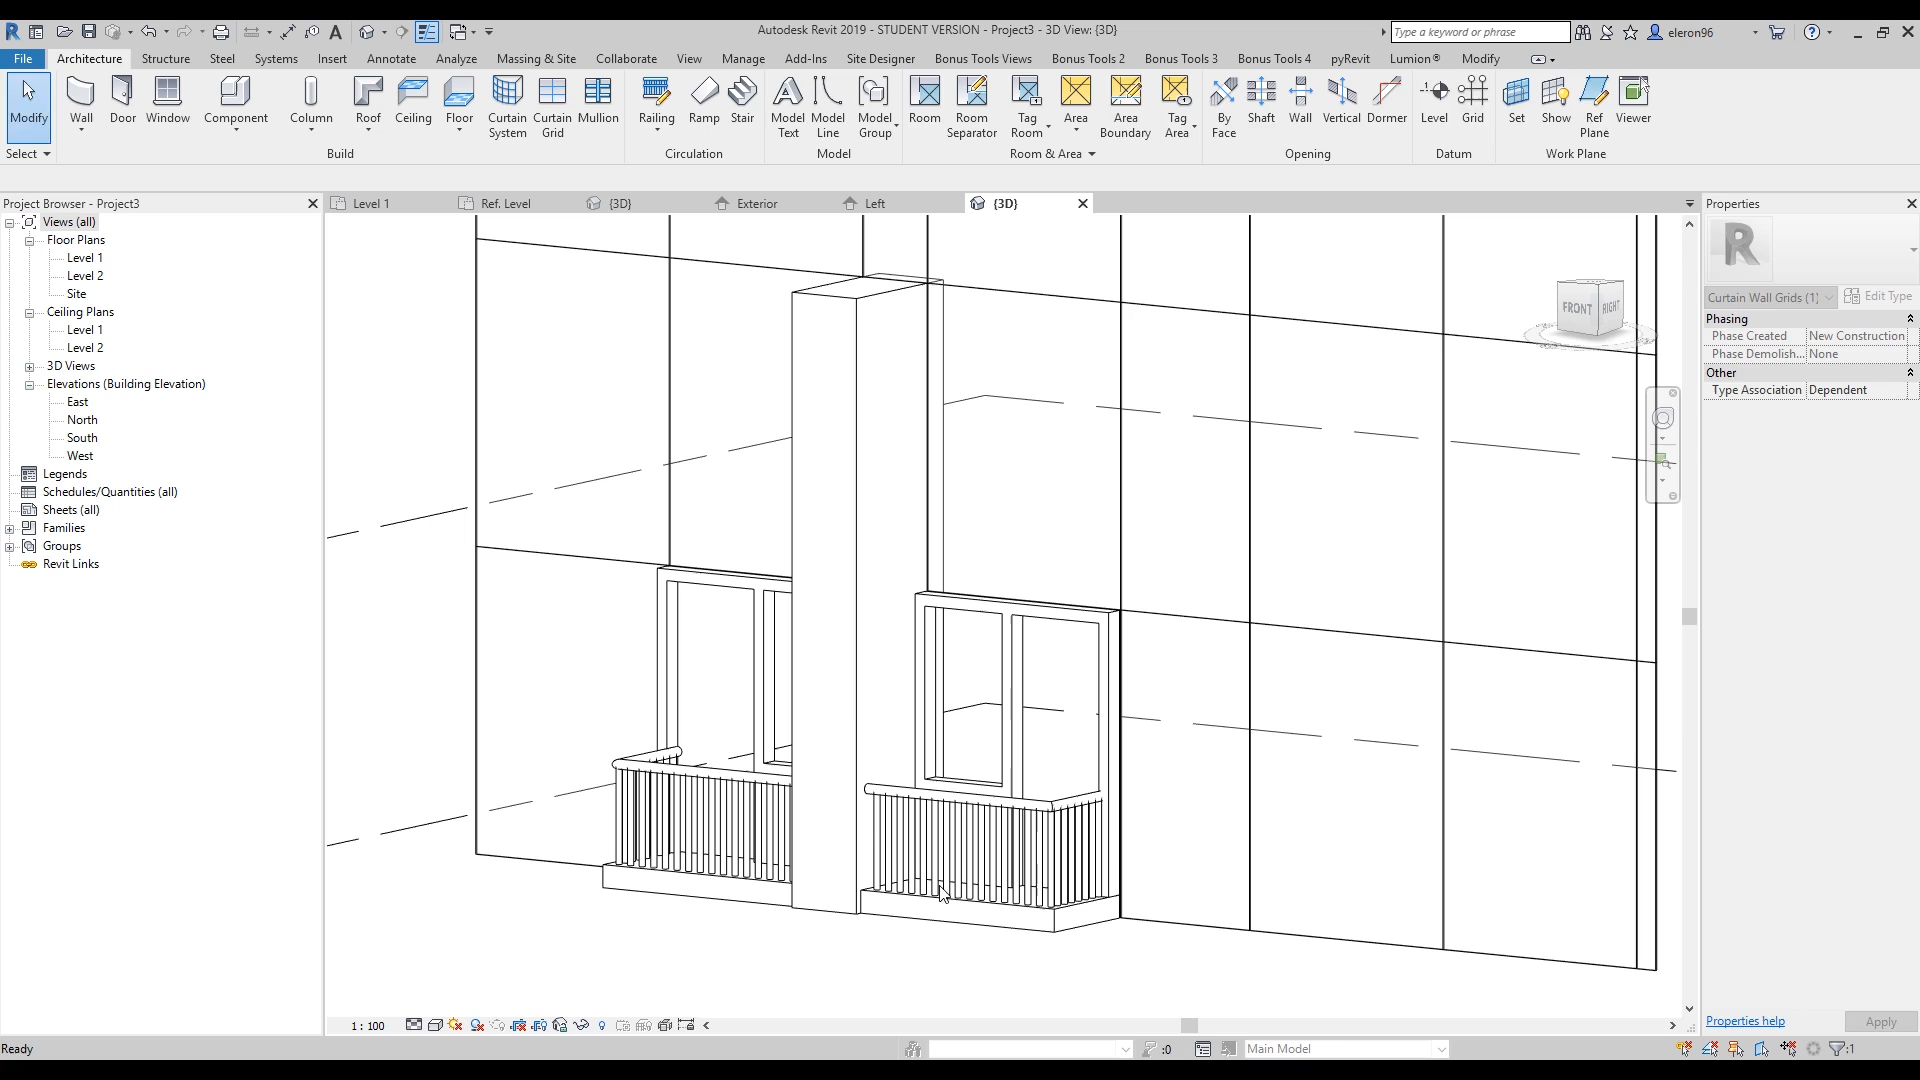 Autodesk Revit 2019 - STUDENT VERSION - Project3 - 3D View: {3D}
Type a keyword or phrase
eleron96
File
Architecture
Structure
Steel
Systems
Insert
Annotate
Analyze
Massing & Site
Collaborate
View
Manage
Add-Ins
Site Designer
Bonus Tools Views
Bonus Tools 2
Bonus Tools 3
Bonus Tools 4
pyRevit
Lumion®
Modify
Modify
Wall
Door
Window
Component
Column
Roof
Ceiling
Floor
Curtain System
Curtain Grid
Mullion
Railing
Ramp
Stair
Model Text
Model Line
Model Group
Room
Room Separator
Tag Room
Area
Area Boundary
Tag Area
By Face
Shaft
Wall
Vertical
Dormer
Level
Grid
Set
Show
Ref Plane
Viewer
Select
Build
Circulation
Model
Room & Area
Opening
Datum
Work Plane
Project Browser - Project3
Level 1
Ref. Level
{3D}
Exterior
Left
{3D}
Properties
Views (all)
Floor Plans
Level 1
Level 2
Site
Ceiling Plans
Level 1
Level 2
3D Views
Elevations (Building Elevation)
East
North
South
West
Legends
Schedules/Quantities (all)
Sheets (all)
Families
Groups
Revit Links
FRONT
RIGHT
Curtain Wall Grids (1)
Edit Type
Phasing
Phase Created
New Construction
Phase Demolish...
None
Other
Type Association
Dependent
1 : 100
Properties help
Apply
Ready
:0
Main Model
:1